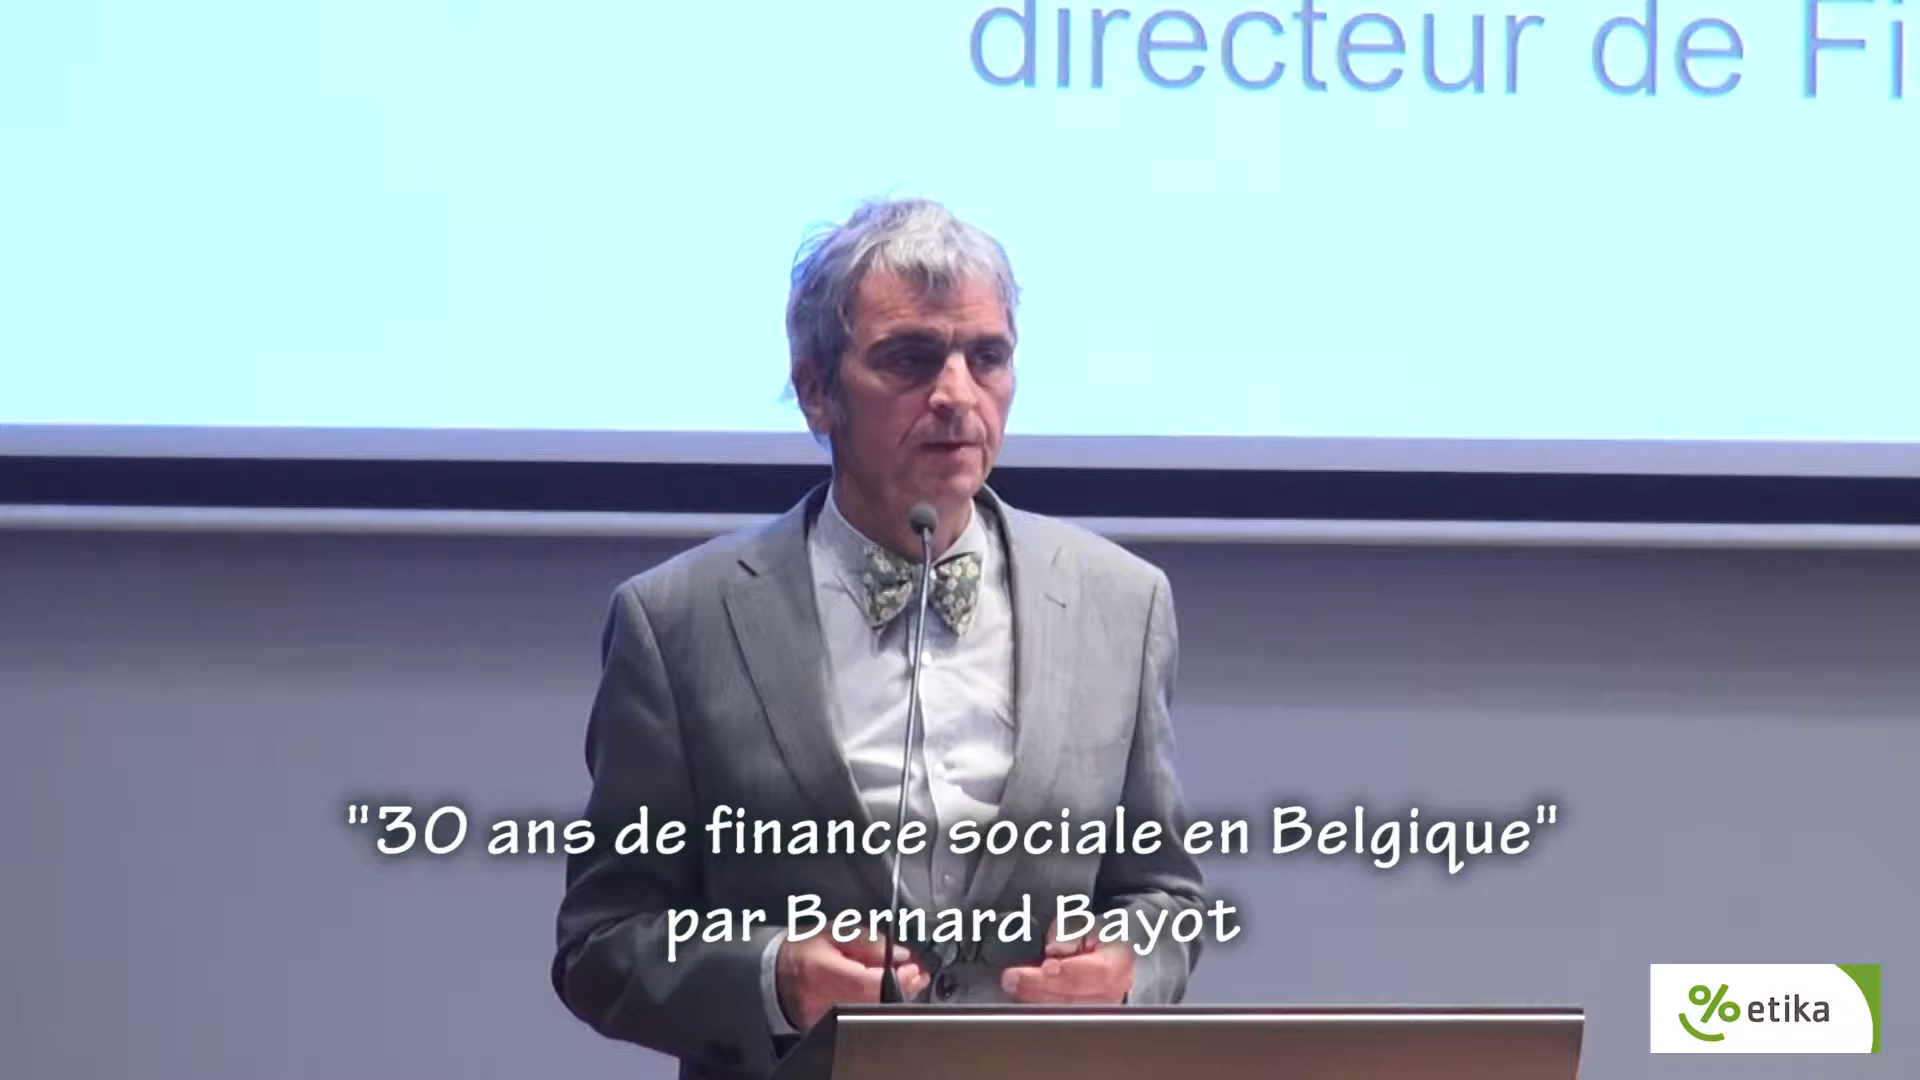 directeur de Fi
"30 ans de finance sociale en Belgique"
par Bernard Bayot
% etika